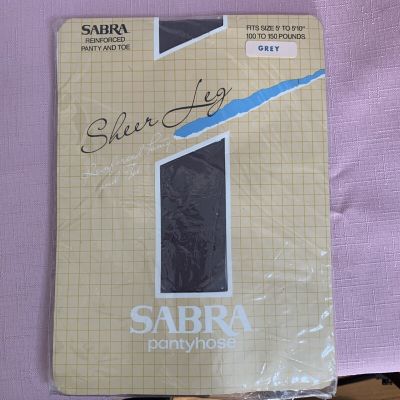 SABRA
REINFORCED
PANTY AND TOE
FITS SIZE 5' TO 5'10"
100 TO 150 POUNDS
GREY
Sheer Leg
SABRA
pantyhose